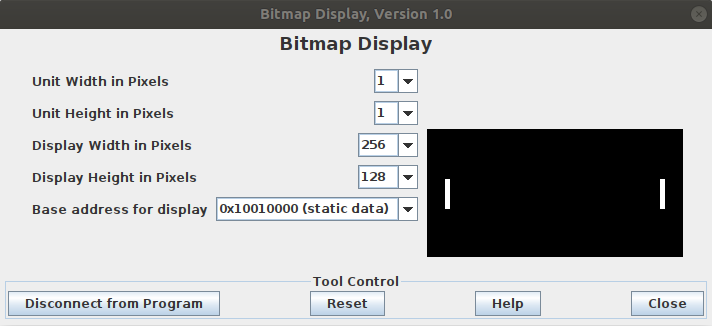 Bitmap Display, Version 1.0
Bitmap Display
Unit Width in Pixels 1
Unit Height in Pixels 1
Display Width in Pixels 256
Display Height in Pixels 128
Base address for display 0x10010000 (static data)
Tool Control
Disconnect from Program Reset Help Close